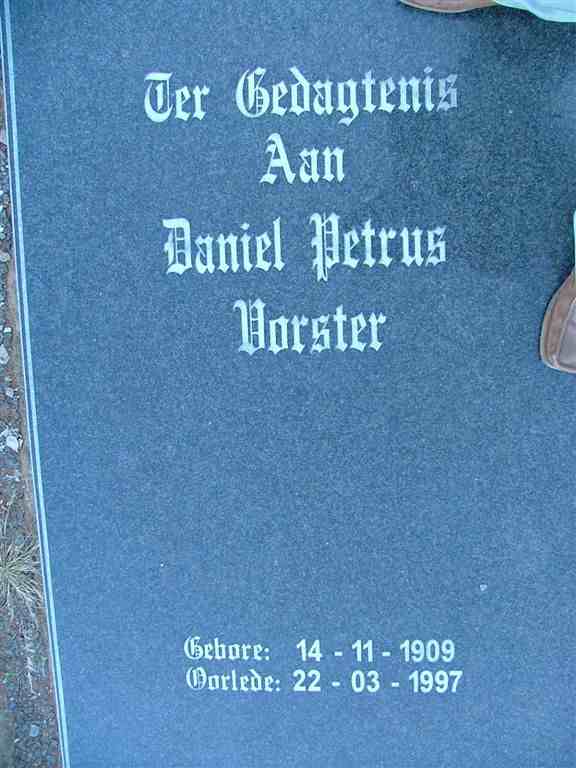 Ter Gedagtenis
Aan
Daniel Petrus
Vorster
Gebore: 14 - 11 - 1909
Oorlede: 22 - 03 - 1997